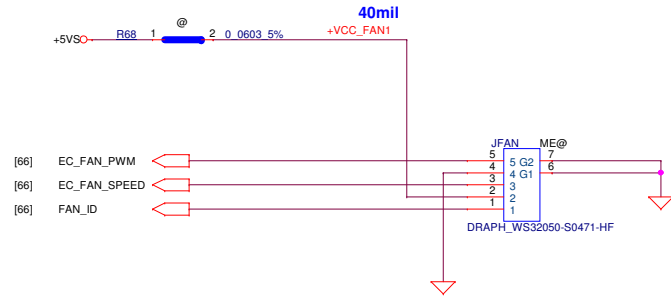 40mil
@
+5VS R68 1 2 0_0603_5% +VCC_FAN1
JFAN ME@
[66] EC_FAN_PWM 5 5 G2 7
4 4 G1 6
[66] EC_FAN_SPEED 3 3
2 2
[66] FAN_ID 1 1
DRAPH_WS32050-S0471-HF